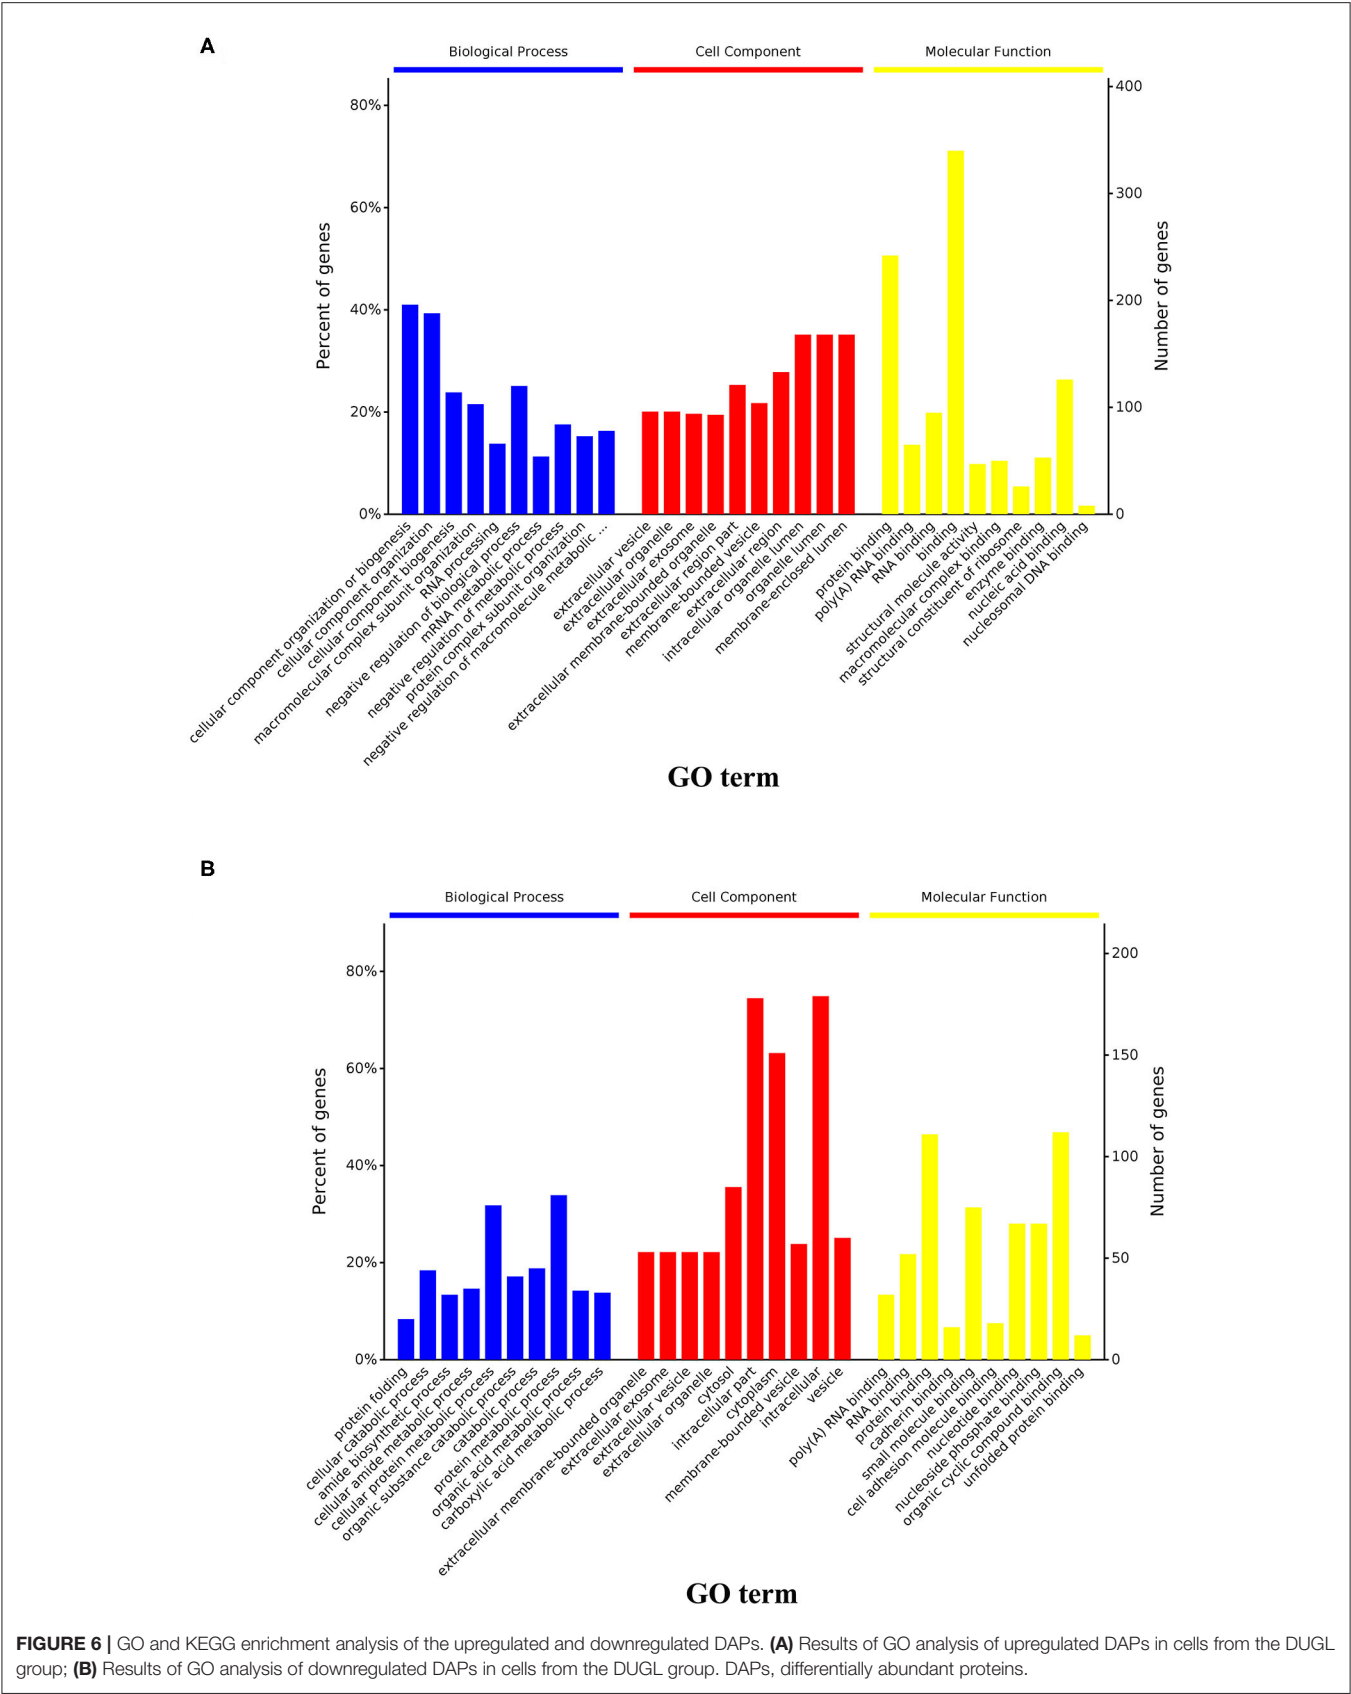 A
Biological Process Cell Component Molecular Function
80%
60%
40%
20%
0%
Percent of genes
400
300
200
100
0
Number of genes
cellular component organization or biogenesis
cellular component organization
cellular component biogenesis
macromolecular complex subunit organization
RNA processing
negative regulation of biological process
mRNA metabolic process
negative regulation of metabolic process
protein complex subunit organization
negative regulation of macromolecule metabolic ...
extracellular vesicle
extracellular organelle
extracellular exosome
extracellular membrane-bounded organelle
extracellular region part
membrane-bounded vesicle
extracellular region
intracellular organelle lumen
organelle lumen
membrane-enclosed lumen
protein binding
poly(A) RNA binding
RNA binding
binding
structural molecule activity
macromolecular complex binding
structural constituent of ribosome
enzyme binding
nucleic acid binding
nucleosomal DNA binding
GO term
B
Biological Process Cell Component Molecular Function
80%
60%
40%
20%
0%
Percent of genes
200
150
100
50
0
Number of genes
protein folding
cellular catabolic process
amide biosynthetic process
cellular amide metabolic process
cellular protein metabolic process
organic substance catabolic process
catabolic process
protein metabolic process
organic acid metabolic process
carboxylic acid metabolic process
extracellular membrane-bounded organelle
extracellular exosome
extracellular vesicle
extracellular organelle
cytosol
intracellular part
cytoplasm
membrane-bounded vesicle
intracellular
vesicle
poly(A) RNA binding
RNA binding
protein binding
cadherin binding
small molecule binding
cell adhesion molecule binding
nucleotide binding
nucleoside phosphate binding
organic cyclic compound binding
unfolded protein binding
GO term
FIGURE 6 | GO and KEGG enrichment analysis of the upregulated and downregulated DAPs. (A) Results of GO analysis of upregulated DAPs in cells from the DUGL
group; (B) Results of GO analysis of downregulated DAPs in cells from the DUGL group. DAPs, differentially abundant proteins.